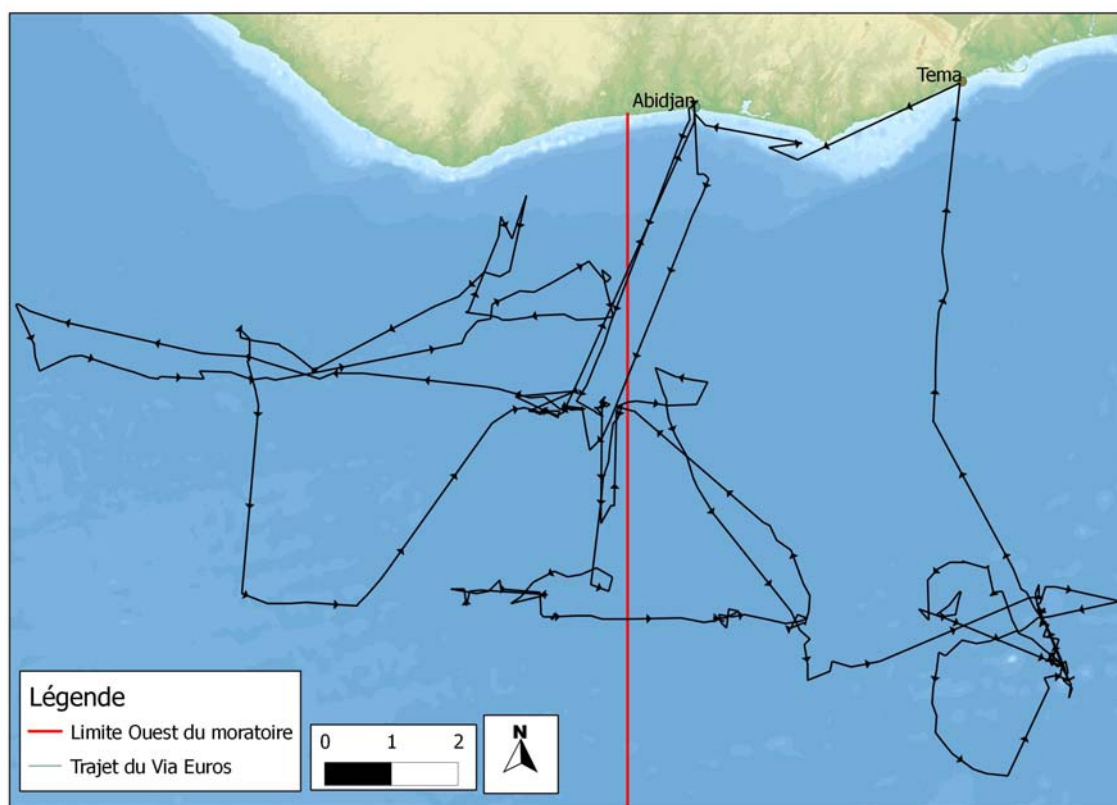 Tema
Abidjan
Légende
Limite Ouest du moratoire
Trajet du Via Euros
0 1 2
N